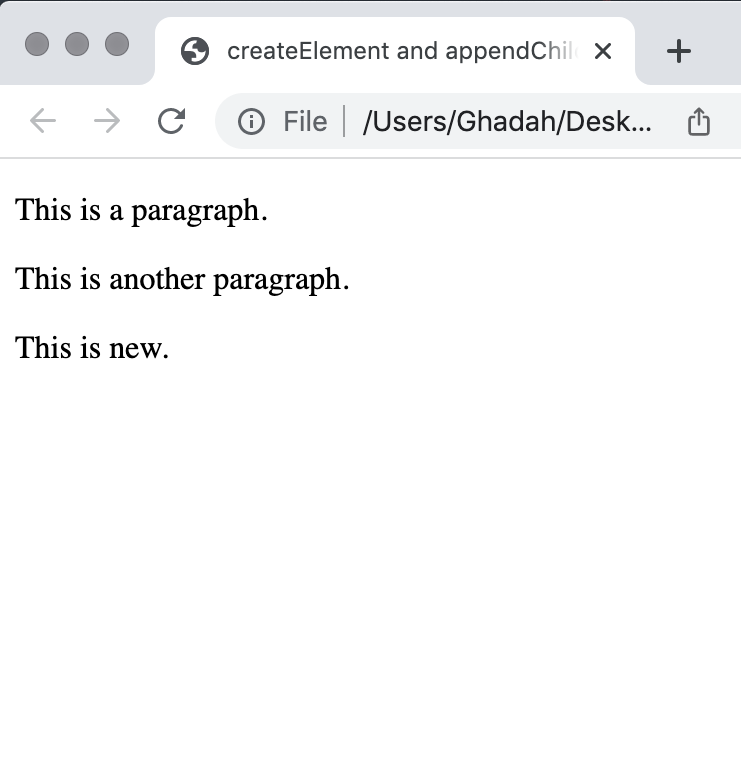 createElement and appendChil
File
/Users/Ghadah/Desk...
This is a paragraph.
This is another paragraph.
This is new.